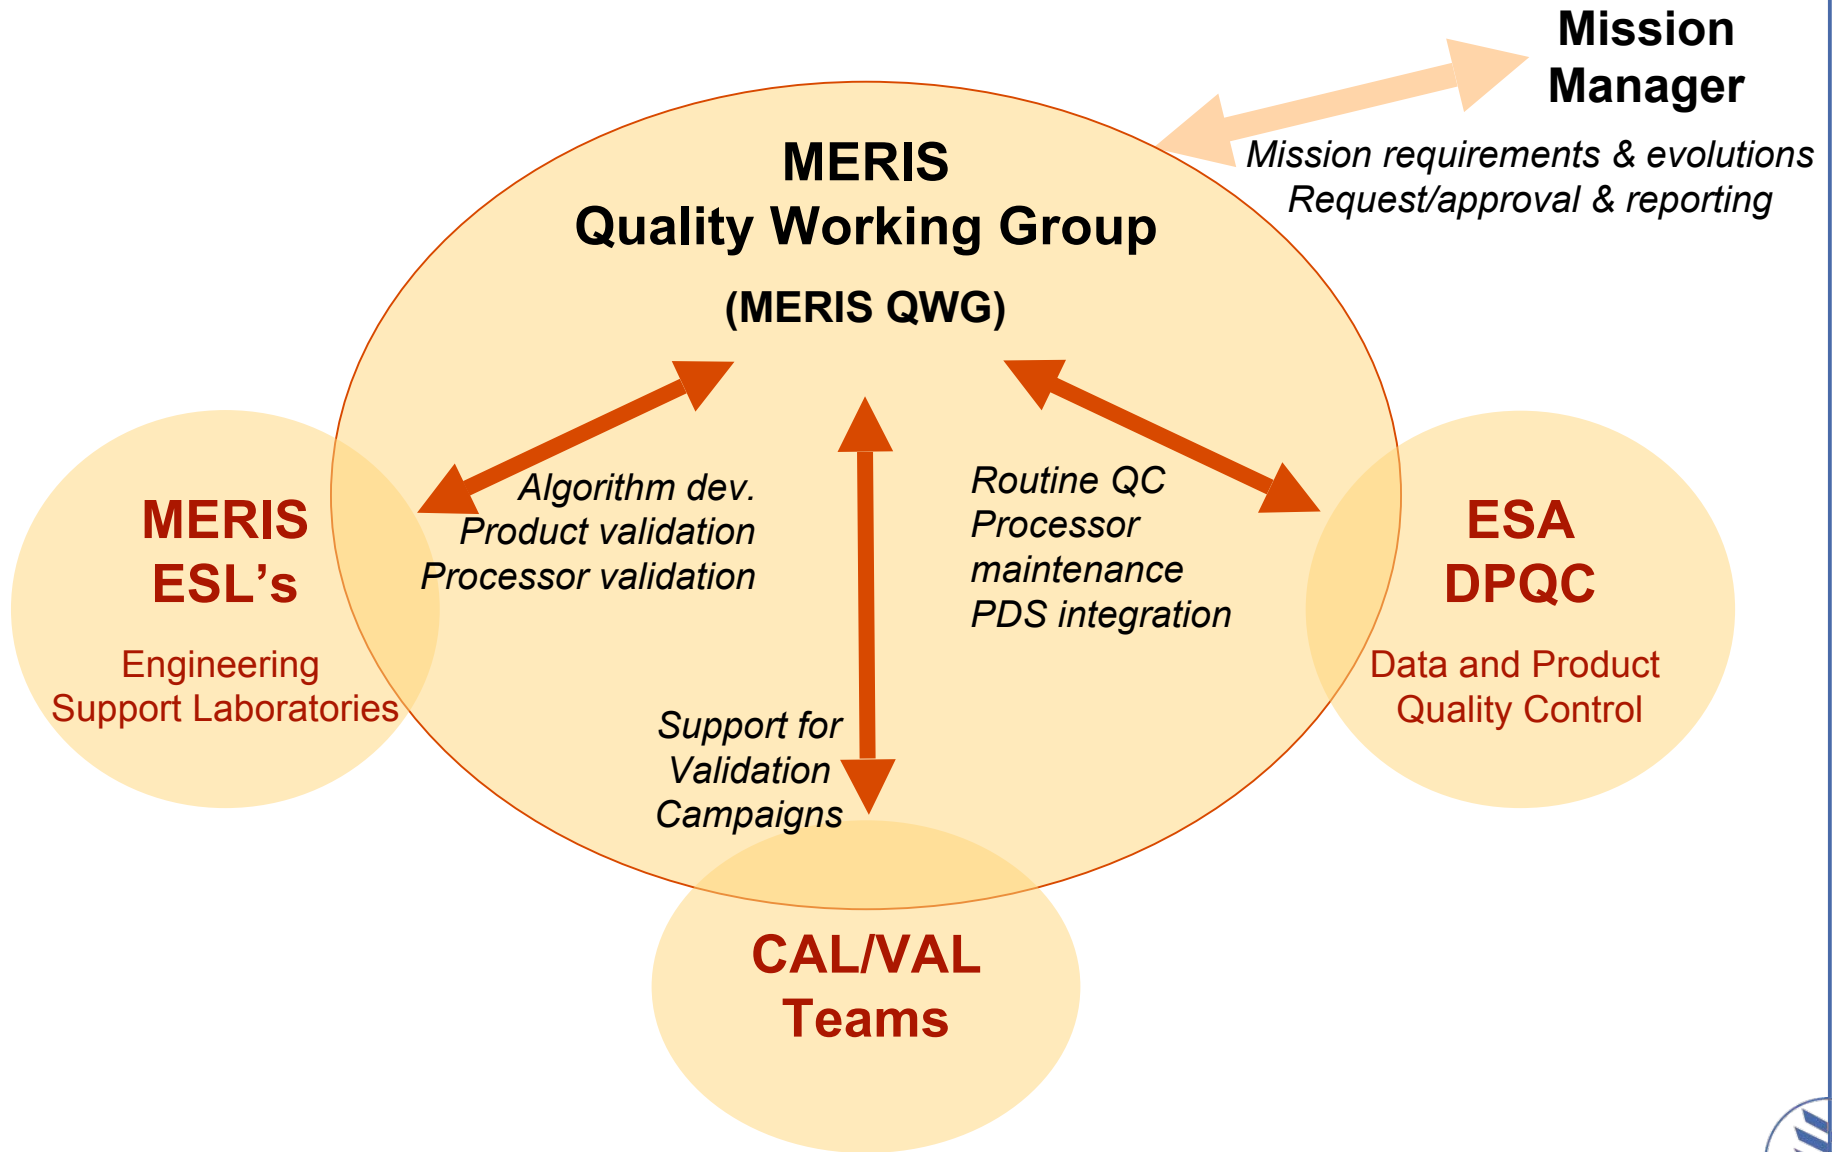 Mission
Manager
Mission requirements & evolutions
Request/approval & reporting
MERIS
Quality Working Group
(MERIS QWG)
Algorithm dev.
Product validation
Processor validation
Routine QC
Processor
maintenance
PDS integration
MERIS
ESL’s
Engineering
Support Laboratories
ESA
DPQC
Data and Product
Quality Control
Support for
Validation
Campaigns
CAL/VAL
Teams